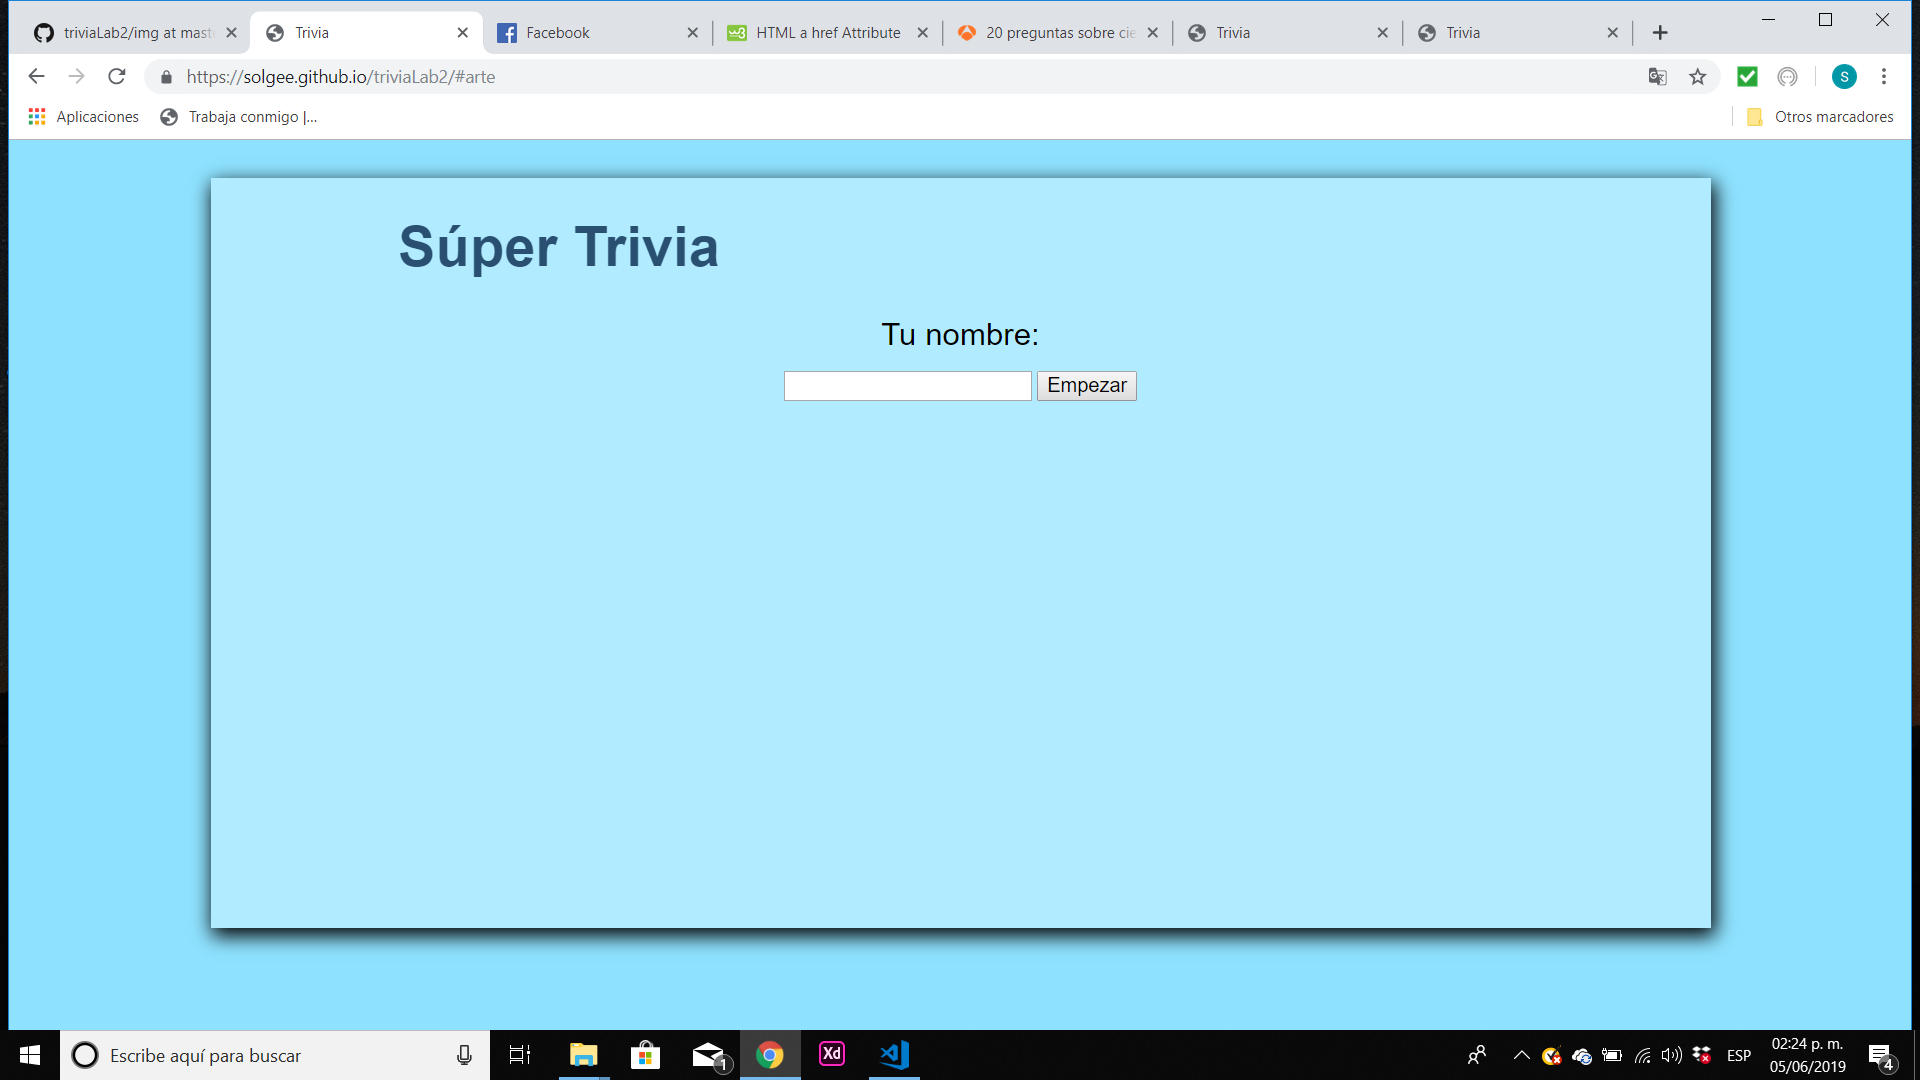 triviaLab2/img at mast
Trivia
Facebook
HTML a href Attribute
20 preguntas sobre cie
Trivia
Trivia
https://solgee.github.io/triviaLab2/#arte
S
Aplicaciones
Trabaja conmigo |...
Otros marcadores
Súper Trivia
Tu nombre:
Empezar
Escribe aquí para buscar
1
Xd
ESP
02:24 p. m.
05/06/2019
4